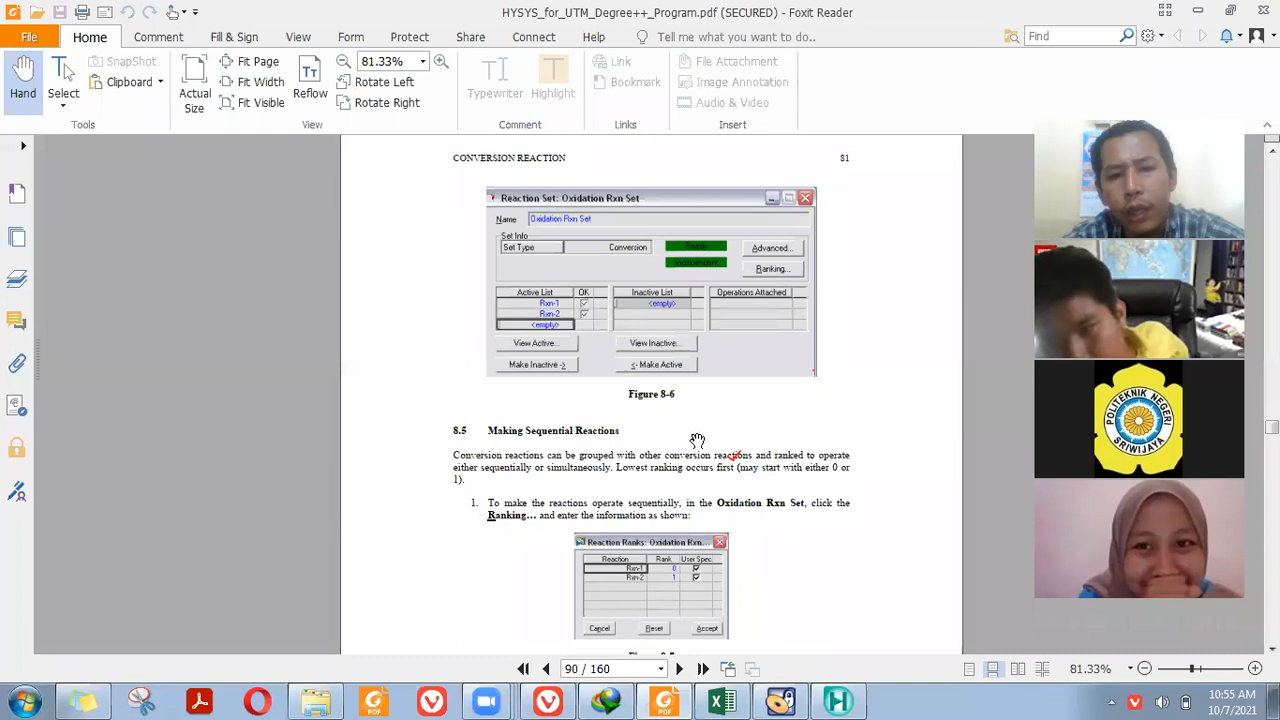 HYSYS_for_UTM_Degree++_Program.pdf (SECURED) - Foxit Reader
File Home Comment Fill & Sign View Form Protect Share Connect Help Tell me what you want to do.. Find
Hand
Select
SnapShot
Clipboard
Tools
Actual Size
Fit Page
Fit Width
Fit Visible
Reflow
81.33%
Rotate Left
Rotate Right
View
Typewriter
Highlight
Comment
Link
Bookmark
Links
File Attachment
Image Annotation
Audio & Video
Insert
CONVERSION REACTION 81
Reaction Set: Oxidation Rxn Set
Name Oxidation Rxn Set
Set Info
Set Type Conversion Ready Advanced...
Independent Ranking...
Active List OK Inactive List Operations Attached
Rxn-1 <empty>
Rxn-2
<empty>
View Active... View Inactive...
Make Inactive -> <- Make Active
Figure 8-6
8.5 Making Sequential Reactions
Conversion reactions can be grouped with other conversion reactions and ranked to operate
either sequentially or simultaneously. Lowest ranking occurs first (may start with either 0 or
1).
1. To make the reactions operate sequentially, in the Oxidation Rxn Set, click the
Ranking... and enter the information as shown:
Reaction Ranks: Oxidation Rxn...
Reaction Rank User Spec
Rxn-1 0
Rxn-2 1
Cancel Reset Accept
POLITEKNIK NEGERI
SRIWIJAYA
90 / 160
81.33%
10:55 AM
10/7/2021